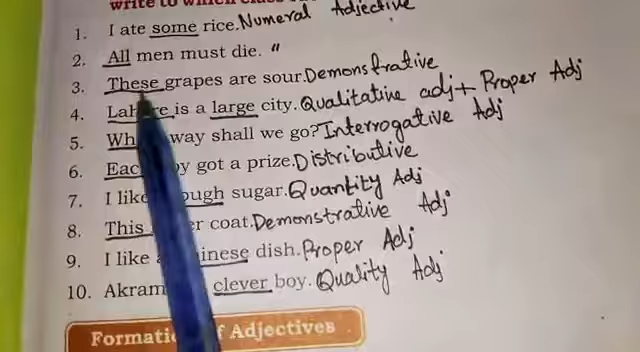 write to which class
1. I ate some rice. Numeral Adjective
2. All men must die. "
3. These grapes are sour. Demonstrative
4. is a large city. Qualitative adj + Proper Adj
5. way shall we go? Interrogative Adj
6. got a prize. Distributive
7. I like sugar. Quantity Adj
8. This coat. Demonstrative Adj
9. I like dish. Proper Adj
10. Akram clever boy. Quality Adj
Adjectives